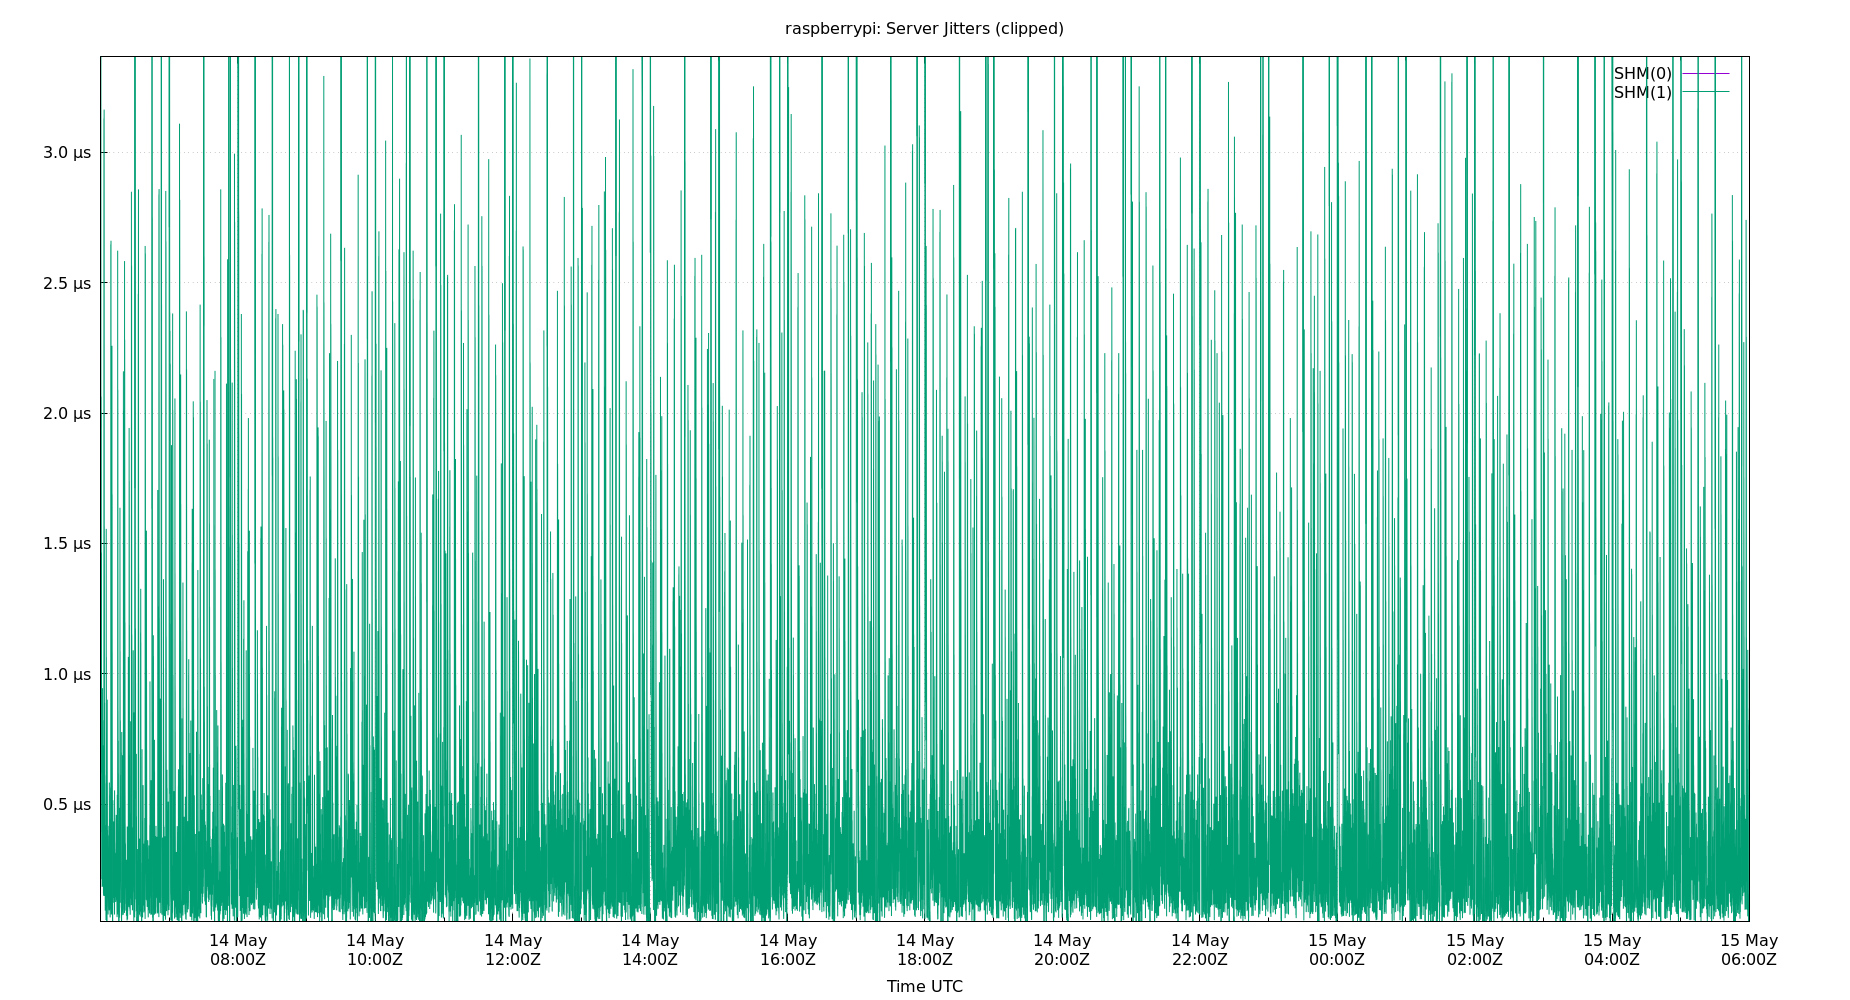 raspberrypi: Server Jitters (clipped)
SHM(0)
SHM(1)
3.0 μs
2.5 μs
2.0 μs
1.5 μs
1.0 μs
0.5 μs
14 May 14 May 14 May 14 May 14 May 14 May 14 May 14 May 15 May 15 May 15 May 15 May
08:00Z 10:00Z 12:00Z 14:00Z 16:00Z 18:00Z 20:00Z 22:00Z 00:00Z 02:00Z 04:00Z 06:00Z
Time UTC